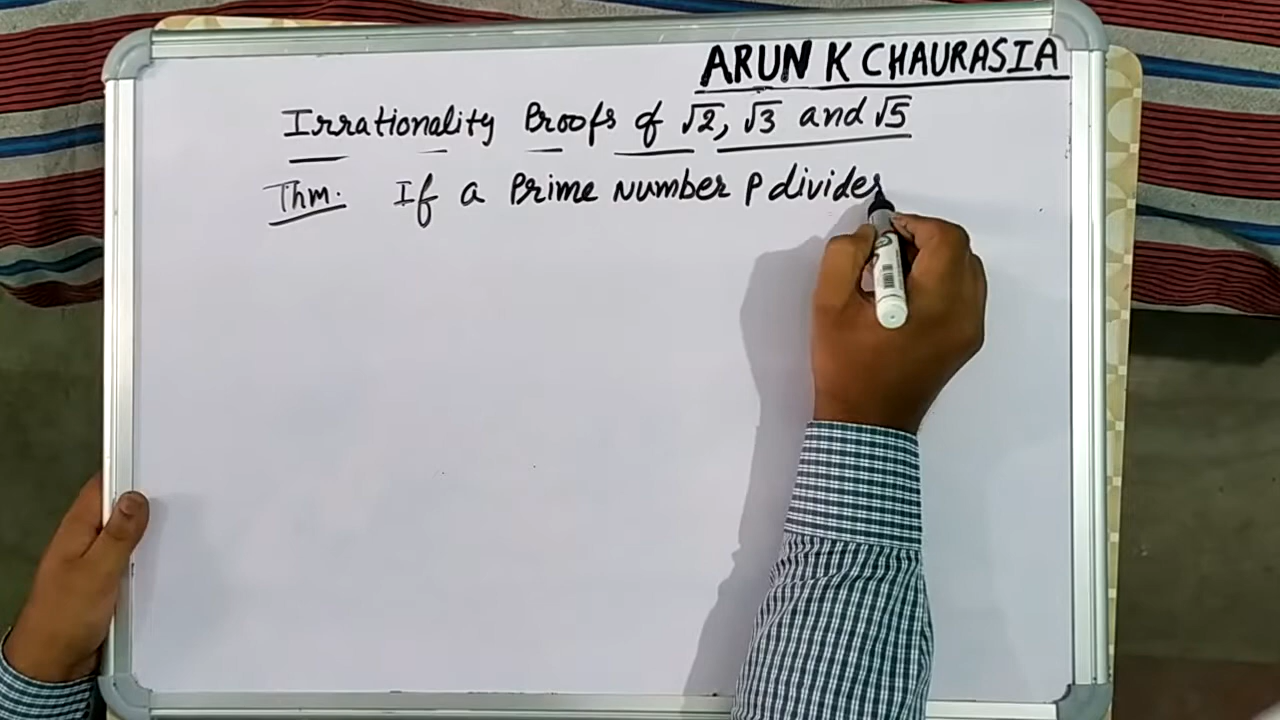 ARUN K CHAURASIA
Irrationality Proofs of √2, √3 and √5
Thm. If a Prime number P divides